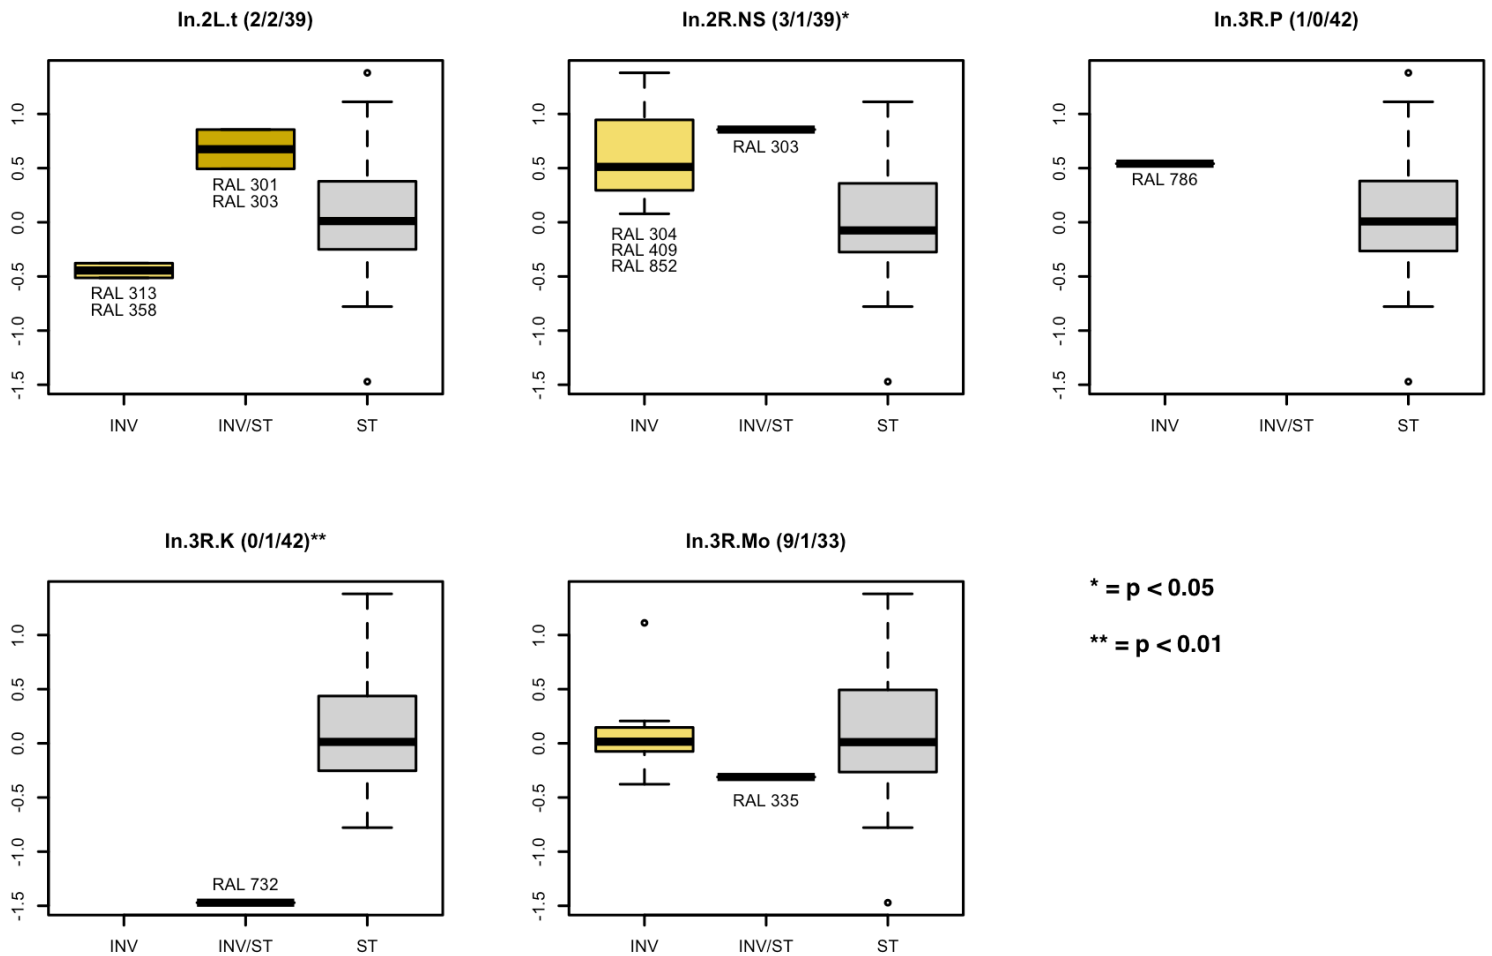 In.2L.t (2/2/39)
1.0
0.5
0.0
-0.5
-1.0
-1.5
RAL 301
RAL 303
RAL 313
RAL 358
INV
INV/ST
ST
In.2R.NS (3/1/39)*
1.0
0.5
0.0
-0.5
-1.0
-1.5
RAL 303
RAL 304
RAL 409
RAL 852
INV
INV/ST
ST
In.3R.P (1/0/42)
1.0
0.5
0.0
-0.5
-1.0
-1.5
RAL 786
INV
INV/ST
ST
In.3R.K (0/1/42)**
1.0
0.5
0.0
-0.5
-1.0
-1.5
RAL 732
INV
INV/ST
ST
In.3R.Mo (9/1/33)
1.0
0.5
0.0
-0.5
-1.0
-1.5
RAL 335
INV
INV/ST
ST
* = p < 0.05
** = p < 0.01